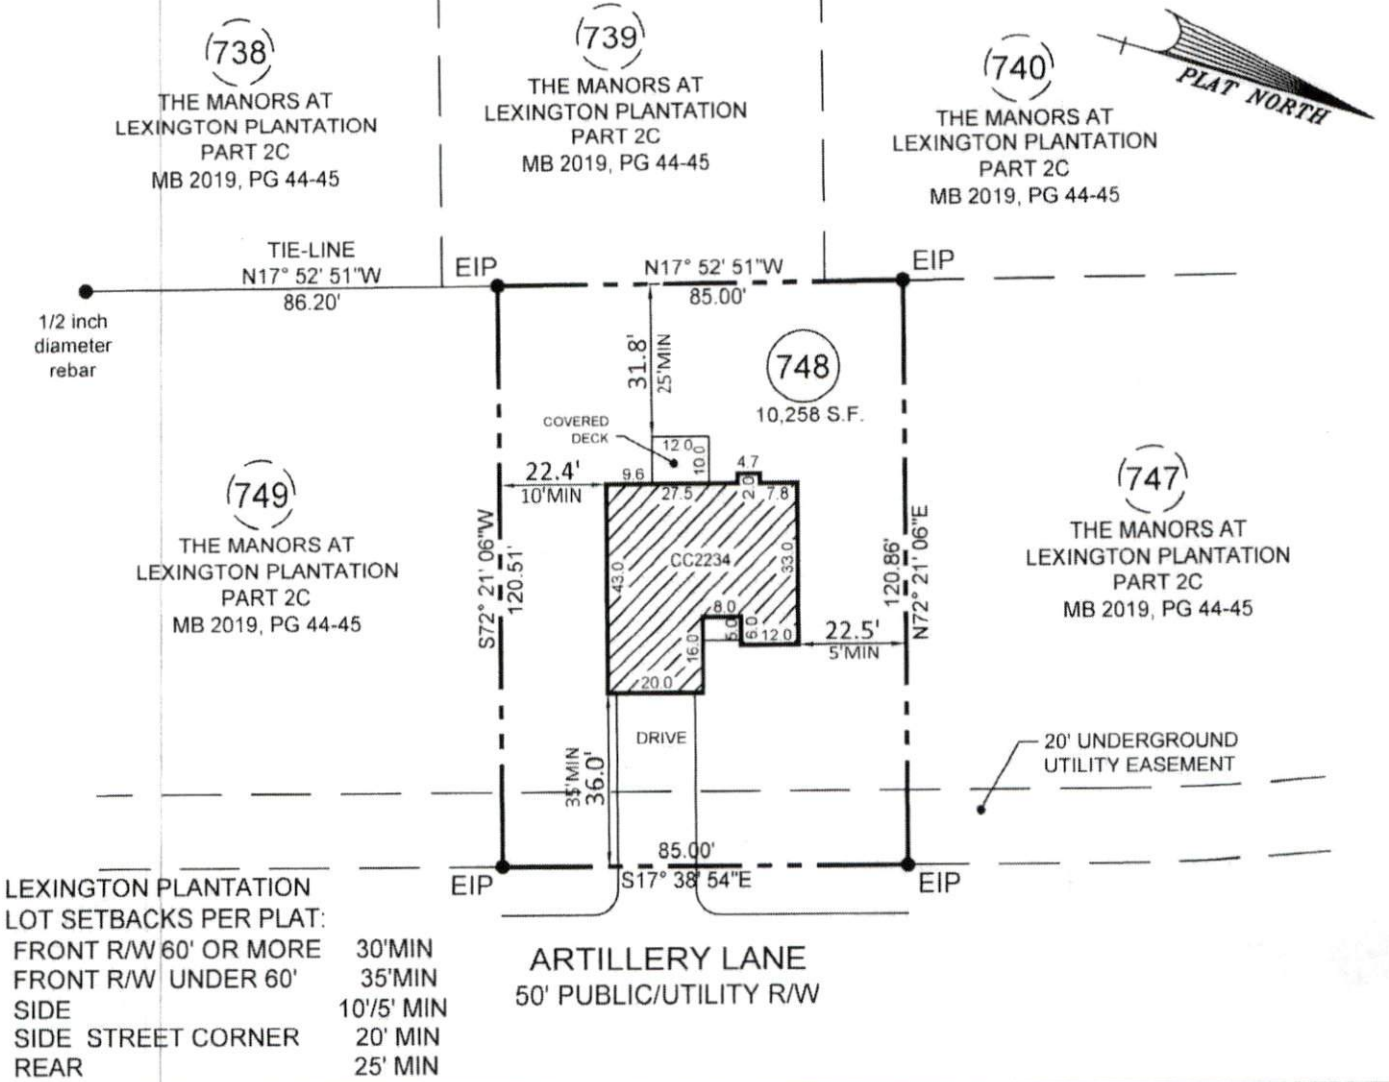 738
THE MANORS AT
LEXINGTON PLANTATION
PART 2C
MB 2019, PG 44-45
739
THE MANORS AT
LEXINGTON PLANTATION
PART 2C
MB 2019, PG 44-45
740
THE MANORS AT
LEXINGTON PLANTATION
PART 2C
MB 2019, PG 44-45
PLAT NORTH
TIE-LINE
N17° 52' 51"W
86.20'
EIP
N17° 52' 51"W
85.00'
EIP
1/2 inch
diameter
rebar
31.8'
25'MIN
748
10,258 S.F.
COVERED
DECK
12.0
10.0
22.4'
10'MIN
9.6
27.5
4.7
2.0
7.8
749
THE MANORS AT
LEXINGTON PLANTATION
PART 2C
MB 2019, PG 44-45
S72° 21' 06"W
120.51'
CC2234
43.0
33.0
8.0
5.0
6.0
12.0
16.0
20.0
22.5'
5'MIN
120.86'
N72° 21' 06"E
747
THE MANORS AT
LEXINGTON PLANTATION
PART 2C
MB 2019, PG 44-45
DRIVE
35'MIN
36.0'
20' UNDERGROUND
UTILITY EASEMENT
EIP
85.00'
S17° 38' 54"E
EIP
LEXINGTON PLANTATION
LOT SETBACKS PER PLAT:
FRONT R/W 60' OR MORE 30'MIN
FRONT R/W UNDER 60' 35'MIN
SIDE 10'/5' MIN
SIDE STREET CORNER 20' MIN
REAR 25' MIN
ARTILLERY LANE
50' PUBLIC/UTILITY R/W